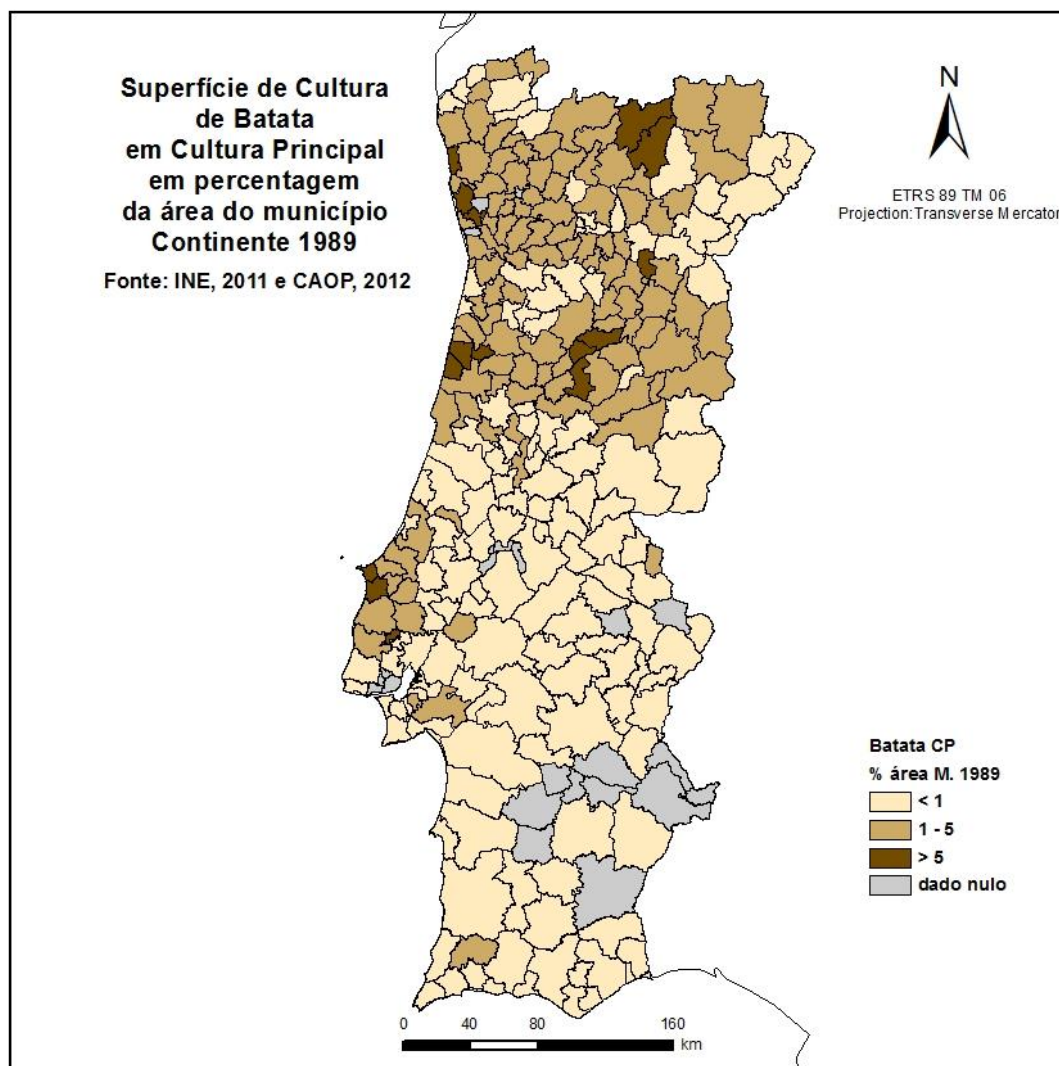 Superfície de Cultura
de Batata
em Cultura Principal
em percentagem
da área do município
Continente 1989
Fonte: INE, 2011 e CAOP, 2012
N
ETRS 89 TM 06
Projection:Transverse Mercator
Batata CP
% área M. 1989
< 1
1 - 5
> 5
dado nulo
0 40 80 160
km